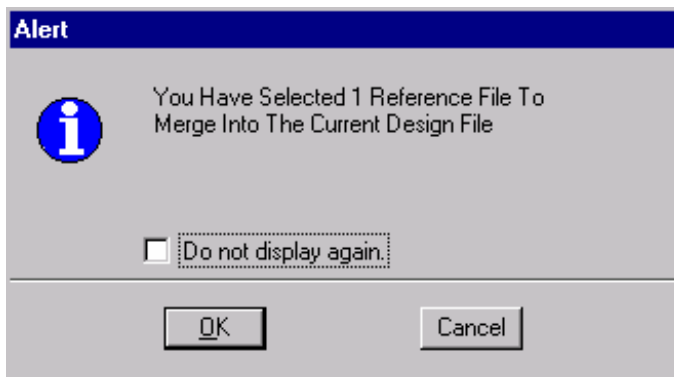 Alert
You Have Selected 1 Reference File To
Merge Into The Current Design File
Do not display again.
OK
Cancel